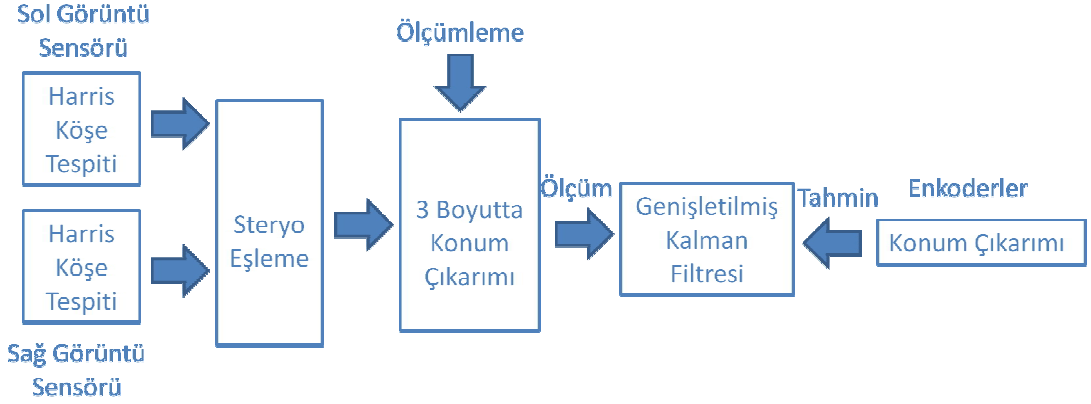 Sol Görüntü
Sensörü
Harris
Köşe
Tespiti
Harris
Köşe
Tespiti
Sağ Görüntü
Sensörü
Steryo
Eşleme
Ölçümleme
3 Boyutta
Konum
Çıkarımı
Ölçüm
Genişletilmiş
Kalman
Filtresi
Tahmin
Enkoderler
Konum Çıkarımı